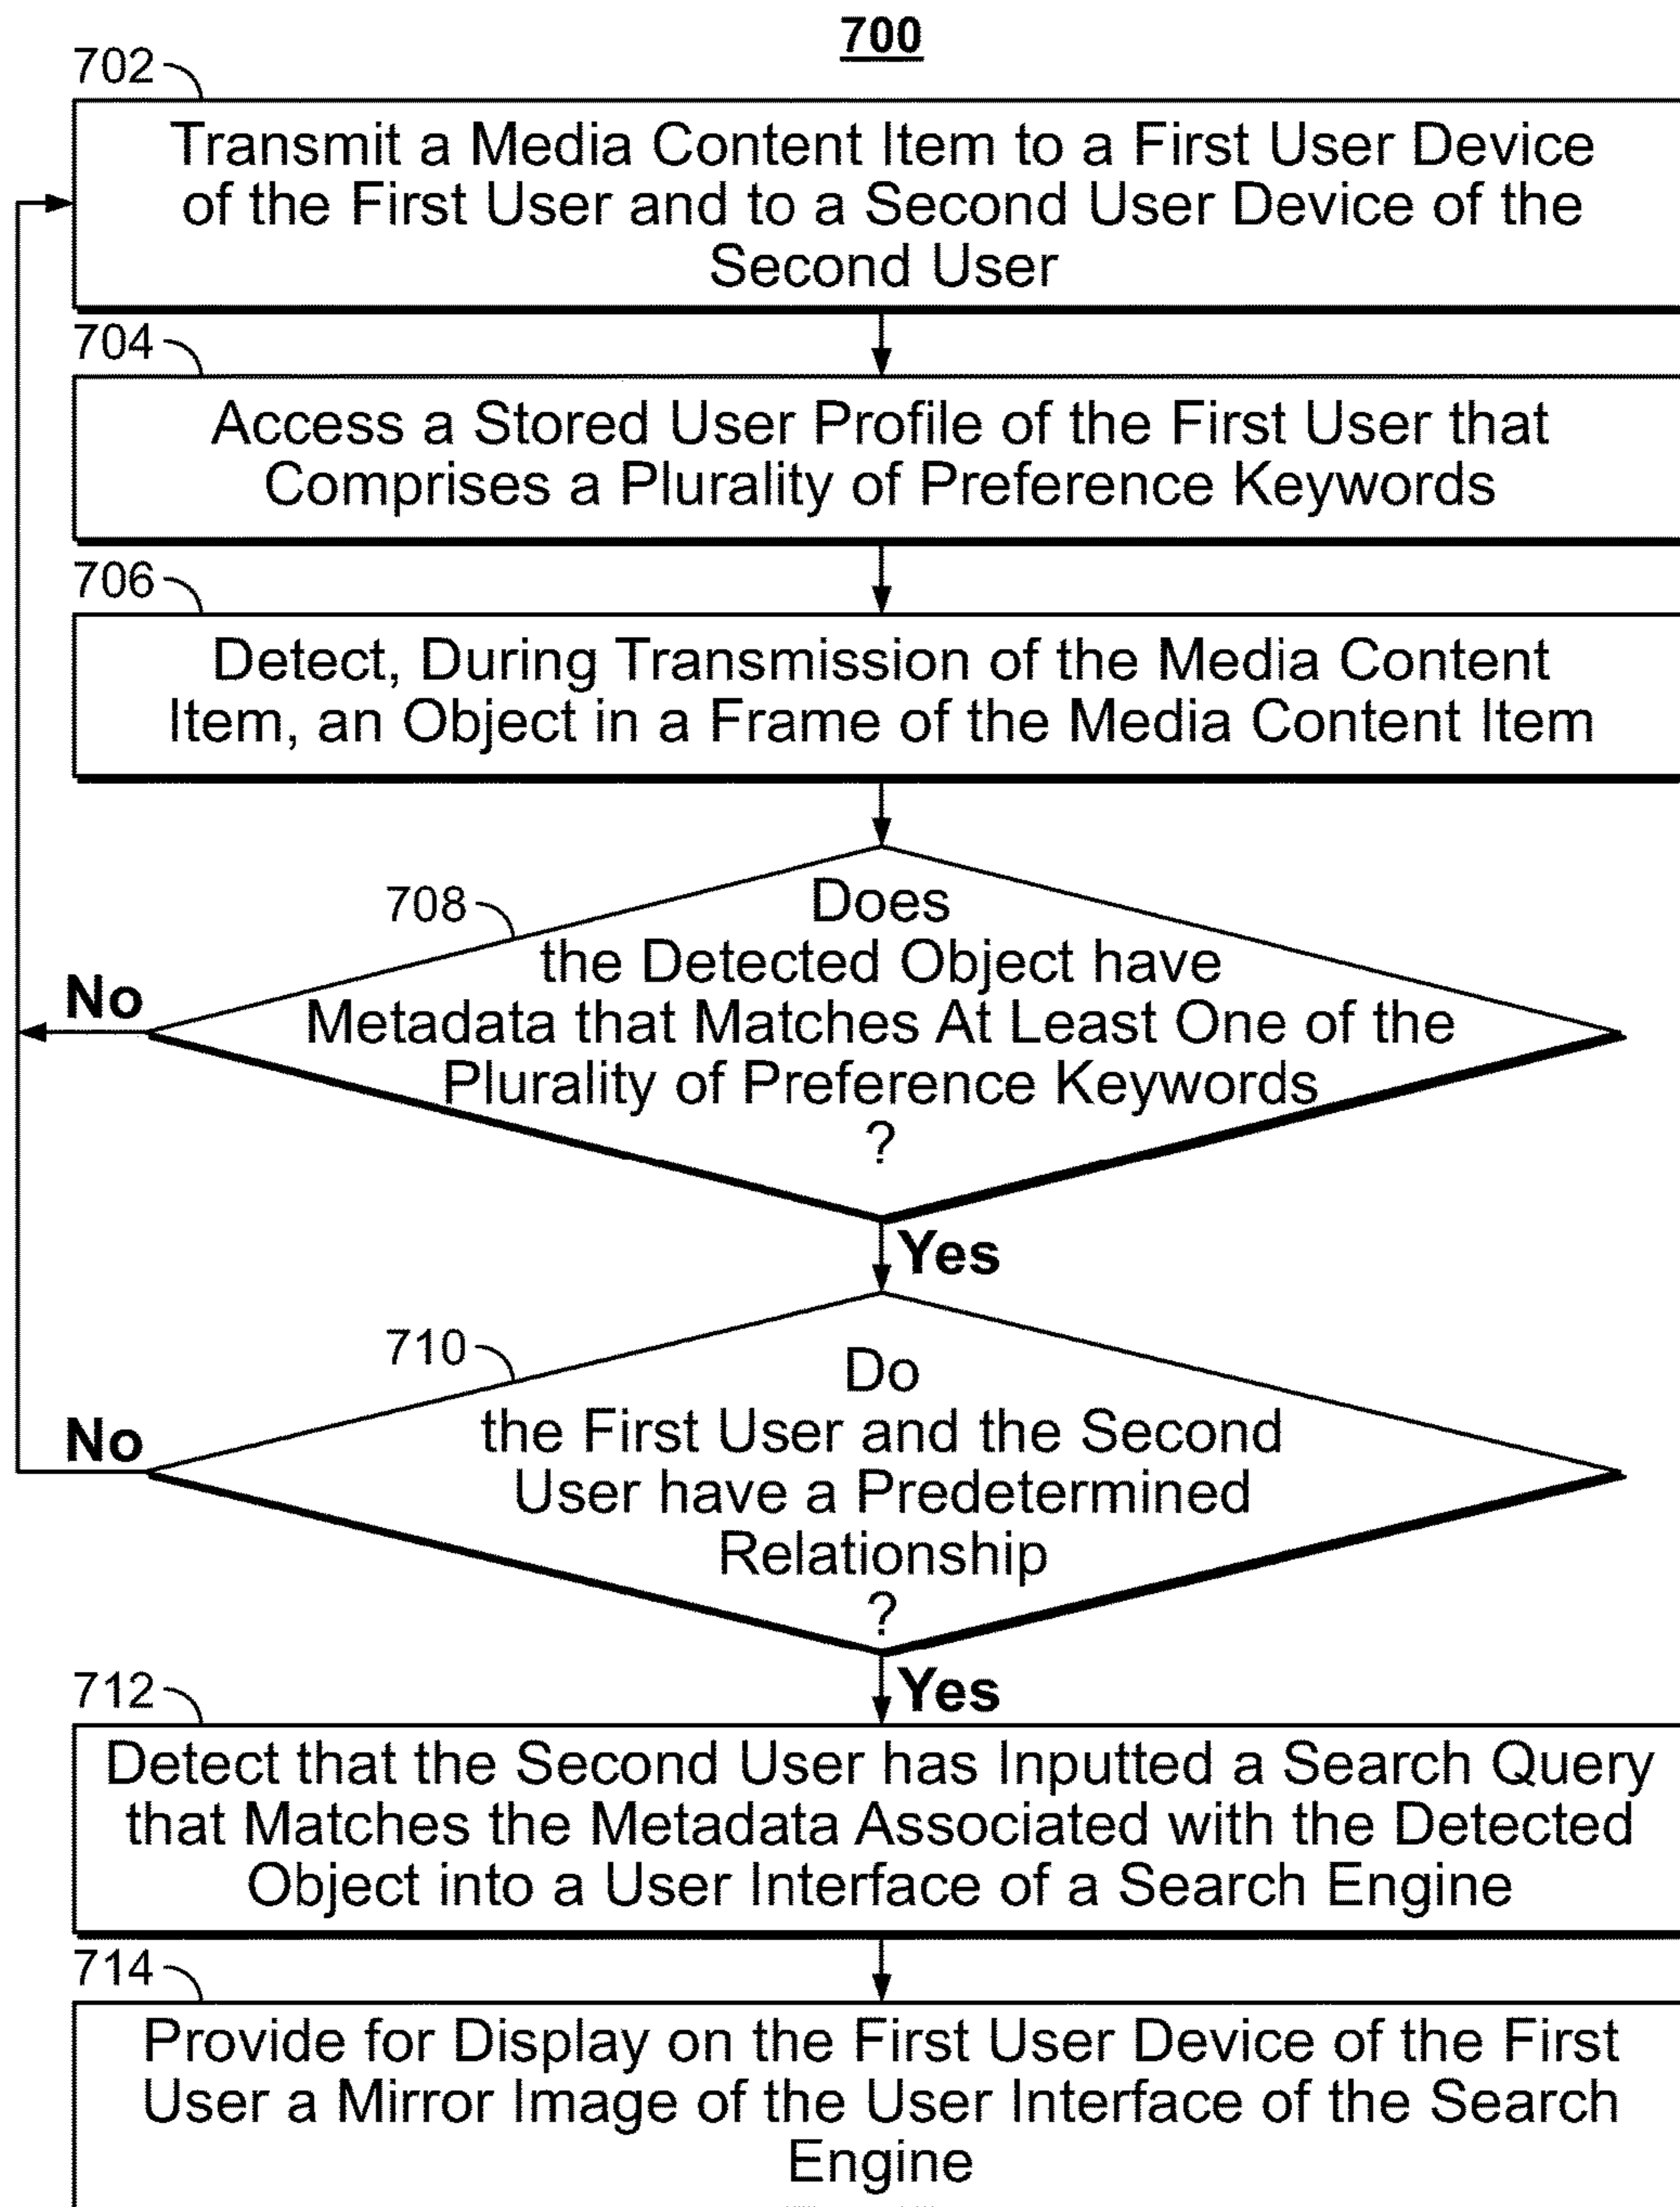 700
702
Transmit a Media Content Item to a First User Device
of the First User and to a Second User Device of the
Second User
704
Access a Stored User Profile of the First User that
Comprises a Plurality of Preference Keywords
706
Detect, During Transmission of the Media Content
Item, an Object in a Frame of the Media Content Item
708
Does
the Detected Object have
Metadata that Matches At Least One of the
Plurality of Preference Keywords
?
No
Yes
710
Do
the First User and the Second
User have a Predetermined
Relationship
?
No
Yes
712
Detect that the Second User has Inputted a Search Query
that Matches the Metadata Associated with the Detected
Object into a User Interface of a Search Engine
714
Provide for Display on the First User Device of the First
User a Mirror Image of the User Interface of the Search
Engine